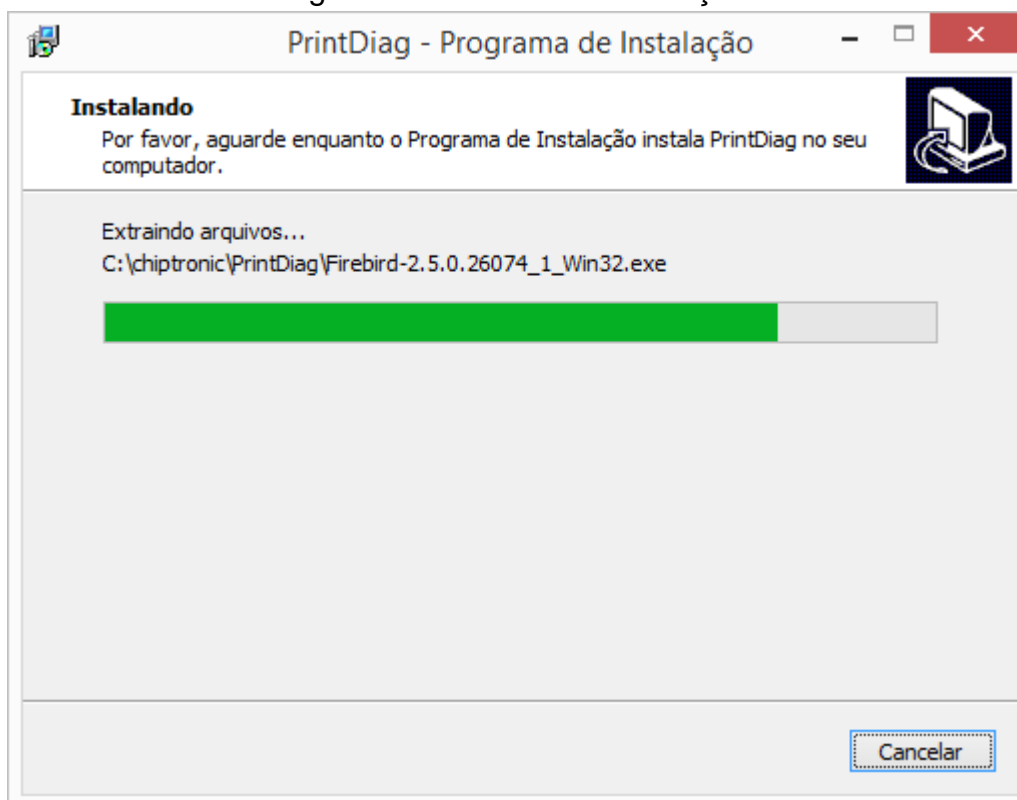 PrintDiag - Programa de Instalação
Instalando
Por favor, aguarde enquanto o Programa de Instalação instala PrintDiag no seu
computador.
Extraindo arquivos...
C:\chiptronic\PrintDiag\Firebird-2.5.0.26074_1_Win32.exe
Cancelar